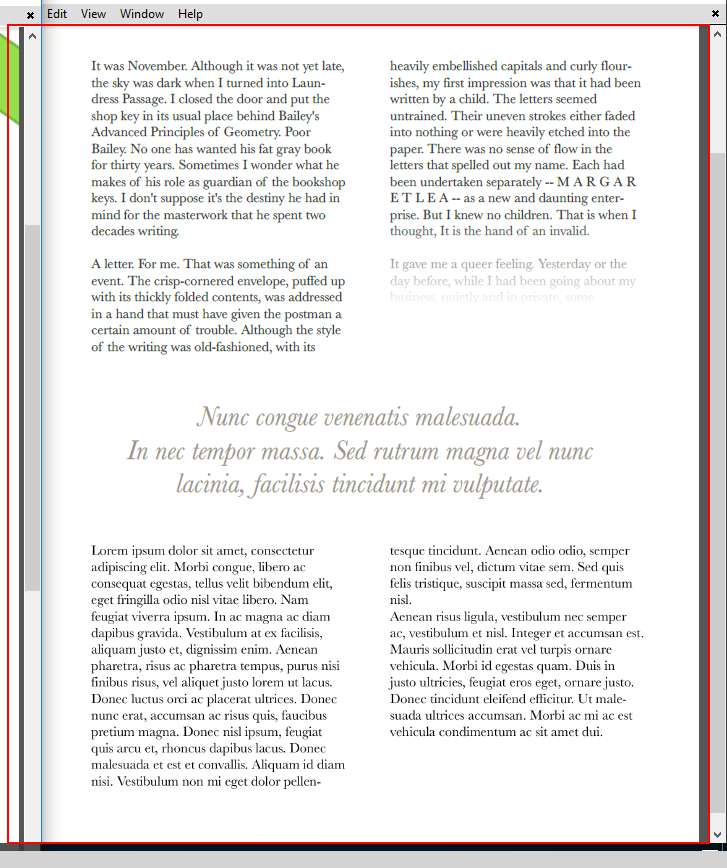 Edit View Window Help
It was November. Although it was not yet late,
the sky was dark when I turned into Laun-
dress Passage. I closed the door and put the
shop key in its usual place behind Bailey's
Advanced Principles of Geometry. Poor
Bailey. No one has wanted his fat gray book
for thirty years. Sometimes I wonder what he
makes of his role as guardian of the bookshop
keys. I don't suppose it's the destiny he had in
mind for the masterwork that he spent two
decades writing.
A letter. For me. That was something of an
event. The crisp-cornered envelope, puffed up
with its thickly folded contents, was addressed
in a hand that must have given the postman a
certain amount of trouble. Although the style
of the writing was old-fashioned, with its
heavily embellished capitals and curly flour-
ishes, my first impression was that it had been
written by a child. The letters seemed
untrained. Their uneven strokes either faded
into nothing or were heavily etched into the
paper. There was no sense of flow in the
letters that spelled out my name. Each had
been undertaken separately -- M A R G A R
E T L E A -- as a new and daunting enter-
prise. But I knew no children. That is when I
thought, It is the hand of an invalid.
It gave me a queer feeling. Yesterday or the
day before, while I had been going about my
business, quietly and in private, some
Nunc congue venenatis malesuada.
In nec tempor massa. Sed rutrum magna vel nunc
lacinia, facilisis tincidunt mi vulputate.
Lorem ipsum dolor sit amet, consectetur
adipiscing elit. Morbi congue, libero ac
consequat egestas, tellus velit bibendum elit,
eget fringilla odio nisl vitae libero. Nam
feugiat viverra ipsum. In ac magna ac diam
dapibus gravida. Vestibulum at ex facilisis,
aliquam justo et, dignissim enim. Aenean
pharetra, risus ac pharetra tempus, purus nisi
finibus risus, vel aliquet justo lorem ut lacus.
Donec luctus orci ac placerat ultrices. Donec
nunc erat, accumsan ac risus quis, faucibus
pretium magna. Donec nisl ipsum, feugiat
quis arcu et, rhoncus dapibus lacus. Donec
malesuada et est et convallis. Aliquam id diam
nisi. Vestibulum non mi eget dolor pellen-
tesque tincidunt. Aenean odio odio, semper
non finibus vel, dictum vitae sem. Sed quis
felis tristique, suscipit massa sed, fermentum
nisl.
Aenean risus ligula, vestibulum nec semper
ac, vestibulum et nisl. Integer et accumsan est.
Mauris sollicitudin erat vel turpis ornare
vehicula. Morbi id egestas quam. Duis in
justo ultricies, feugiat eros eget, ornare justo.
Donec tincidunt eleifend efficitur. Ut male-
suada ultrices accumsan. Morbi ac mi ac est
vehicula condimentum ac sit amet dui.